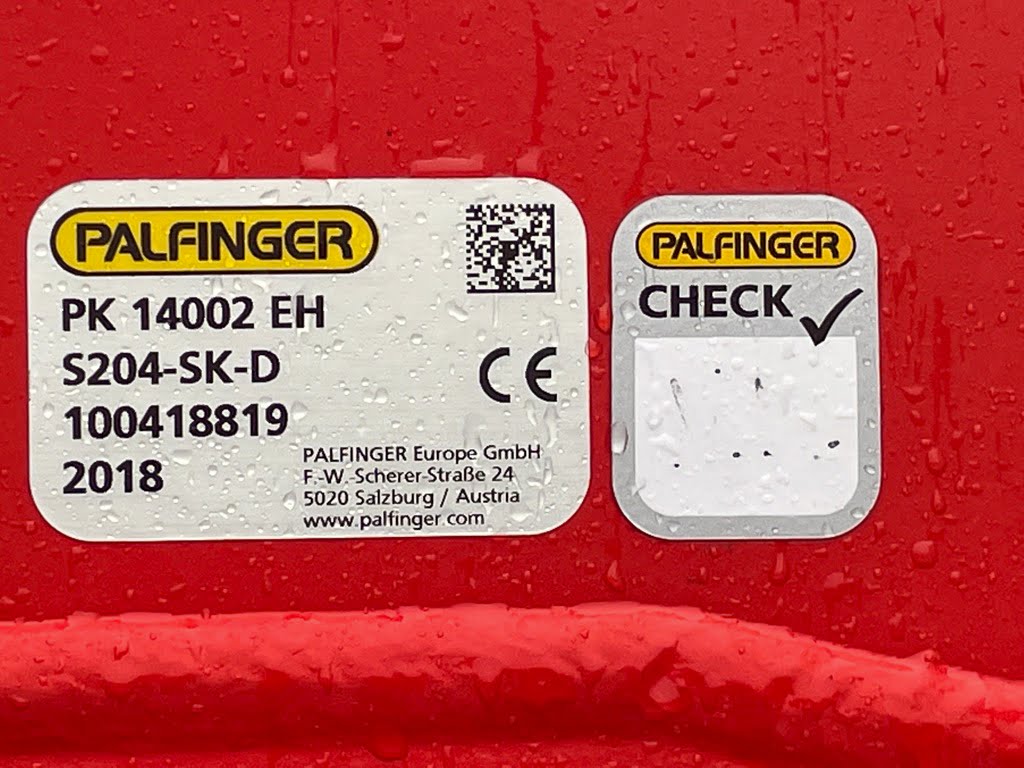 PALFINGER
PK 14002 EH
S204-SK-D
100418819
2018
CE
PALFINGER Europe GmbH
F.-W.-Scherer-Straße 24
5020 Salzburg / Austria
www.palfinger.com
PALFINGER
CHECK